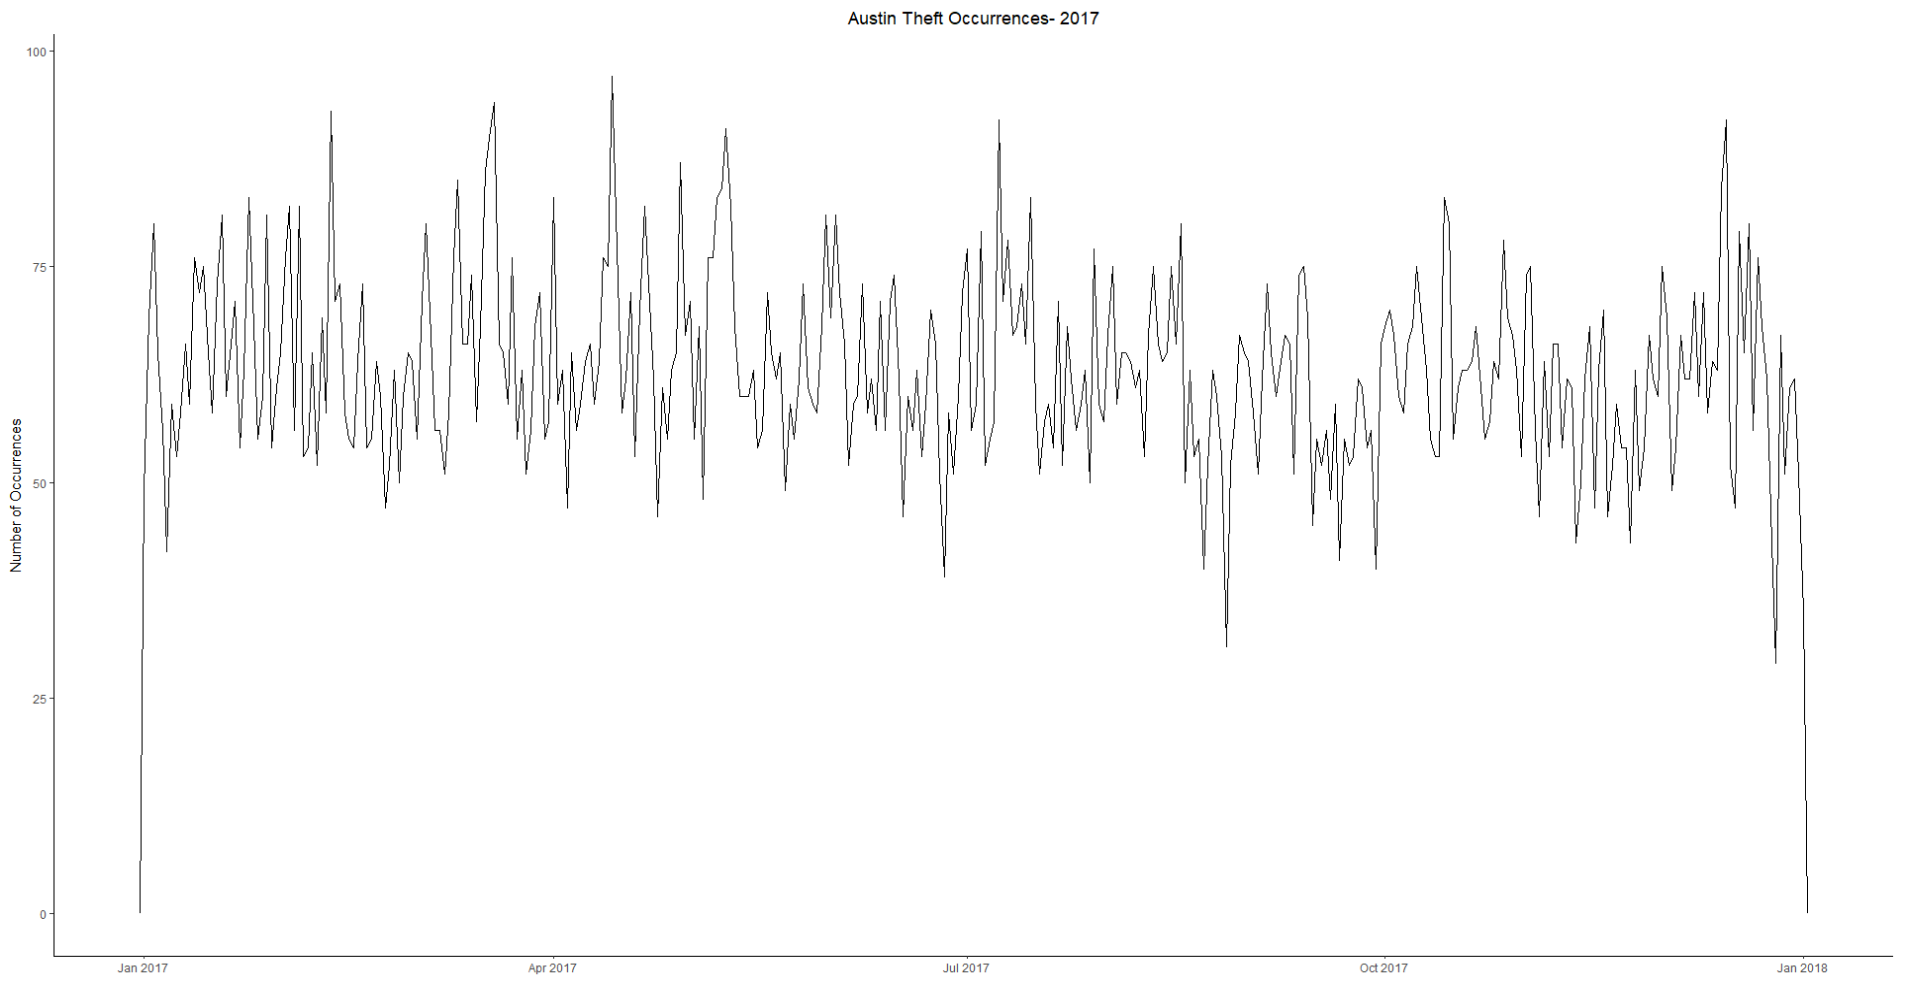 Austin Theft Occurrences- 2017
Number of Occurrences
100
75
50
25
0
Jan 2017
Apr 2017
Jul 2017
Oct 2017
Jan 2018